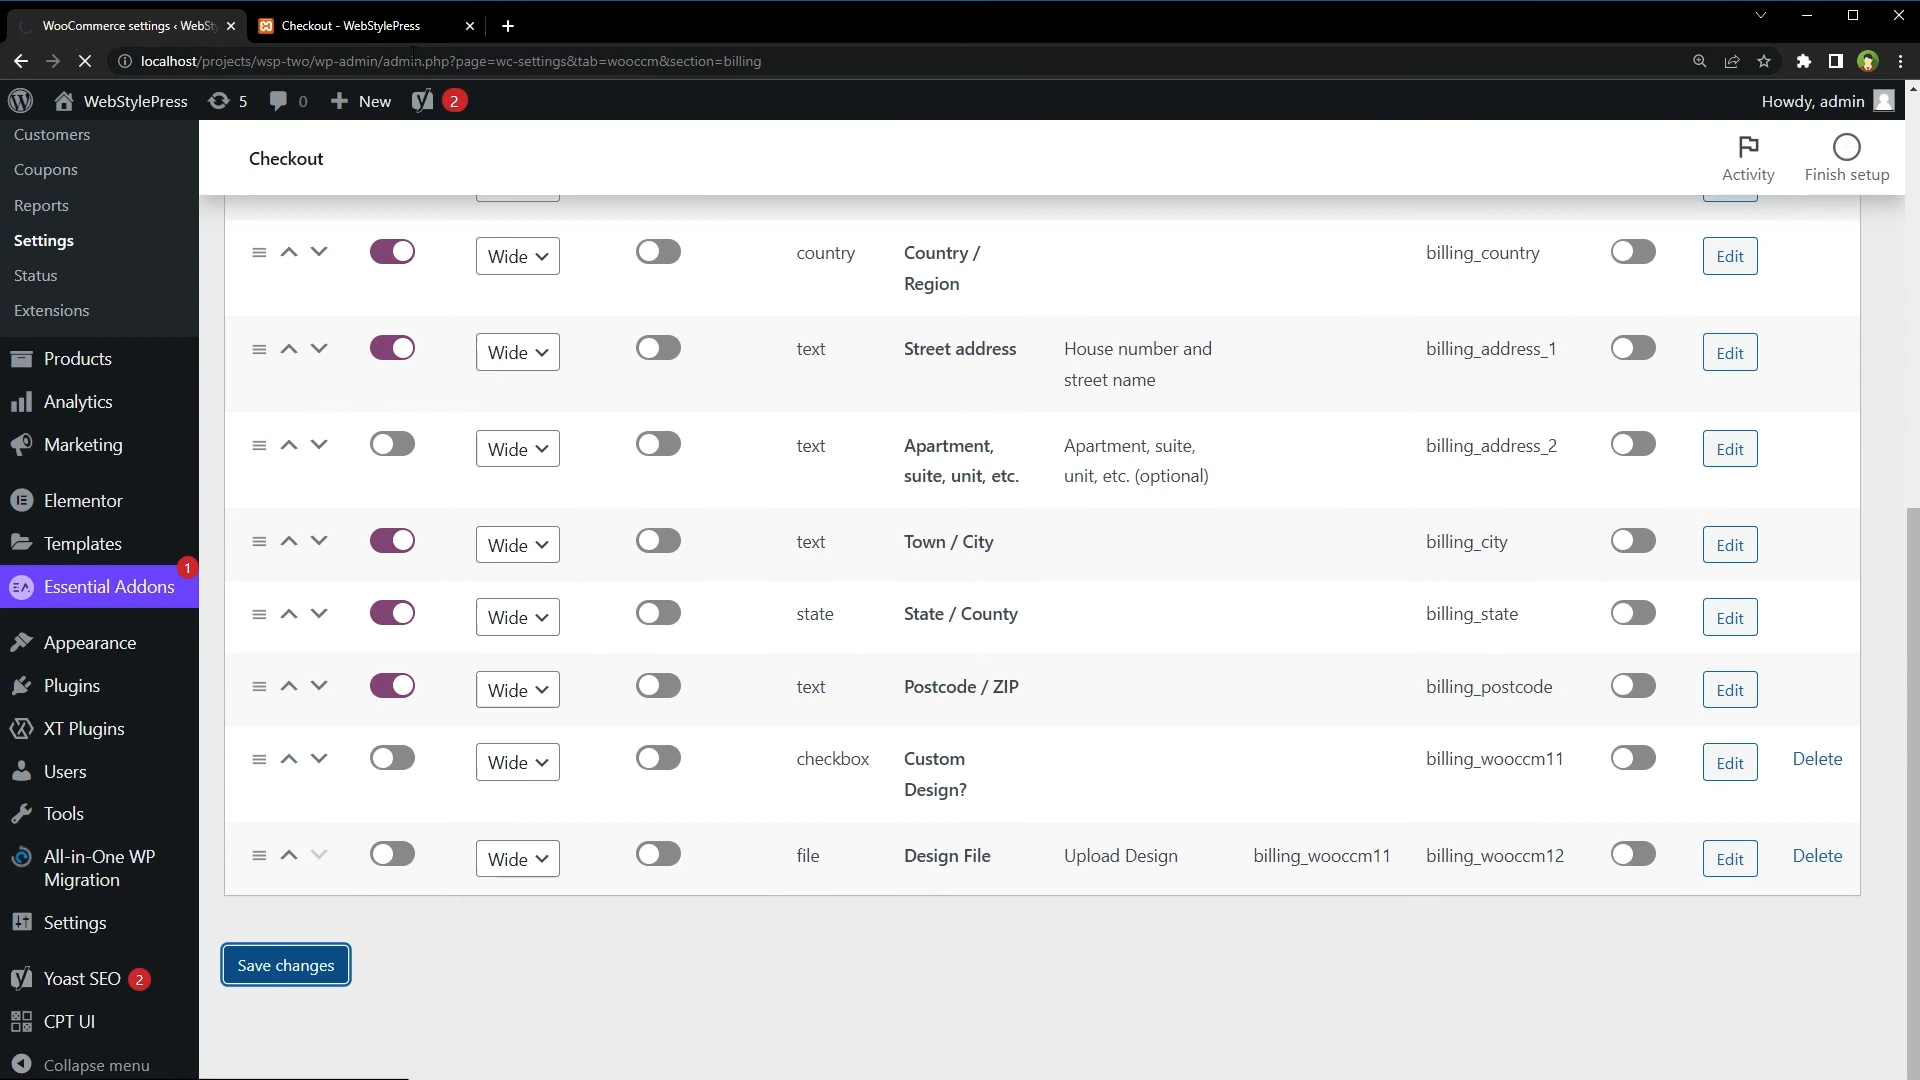 WooCommerce settings ‹ WebSt
Checkout - WebStylePress
localhost/projects/wsp-two/wp-admin/admin.php?page=wc-settings&tab=wooccm&section=billing
WebStylePress 5 0 New 2 Howdy, admin
Customers
Coupons
Reports
Settings
Status
Extensions
Products
Analytics
Marketing
Elementor
Templates
Essential Addons 1
Appearance
Plugins
XT Plugins
Users
Tools
All-in-One WP
Migration
Settings
Yoast SEO 2
CPT UI
Collapse menu
Checkout
Activity
Finish setup
Wide country Country / billing_country Edit
Region
Wide text Street address House number and billing_address_1 Edit
street name
Wide text Apartment, Apartment, suite, billing_address_2 Edit
suite, unit, etc. unit, etc. (optional)
Wide text Town / City billing_city Edit
Wide state State / County billing_state Edit
Wide text Postcode / ZIP billing_postcode Edit
Wide checkbox Custom billing_wooccm11 Edit Delete
Design?
Wide file Design File Upload Design billing_wooccm11 billing_wooccm12 Edit Delete
Save changes